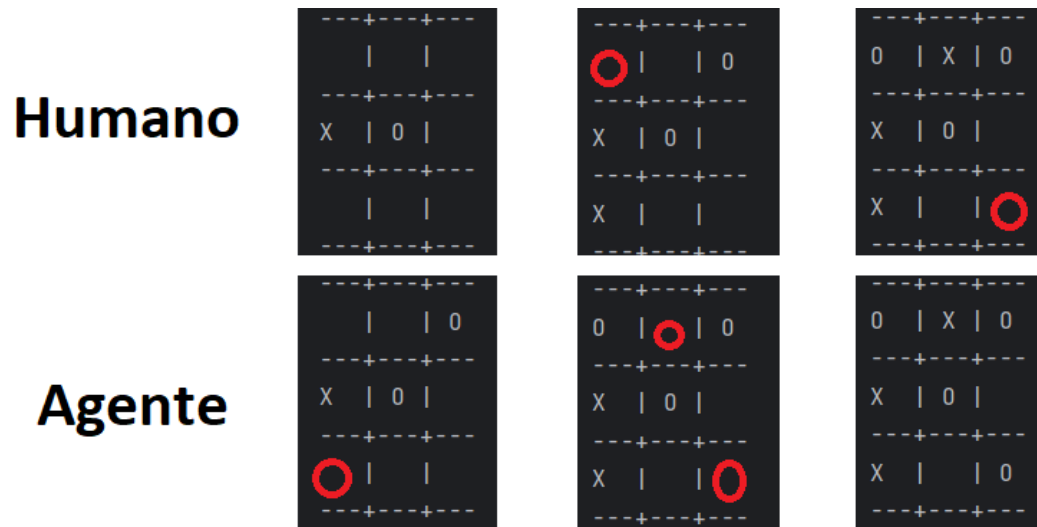 Humano
---+---+---
| |
---+---+---
X | O |
---+---+---
| |
---+---+---
---+---+---
| | O
---+---+---
X | O |
---+---+---
X | |
---+---+---
---+---+---
O | X | O
---+---+---
X | O |
---+---+---
X | |
---+---+---
Agente
---+---+---
| | O
---+---+---
X | O |
---+---+---
| |
---+---+---
---+---+---
O | | O
---+---+---
X | O |
---+---+---
X | |
---+---+---
---+---+---
O | X | O
---+---+---
X | O |
---+---+---
X | | O
---+---+---